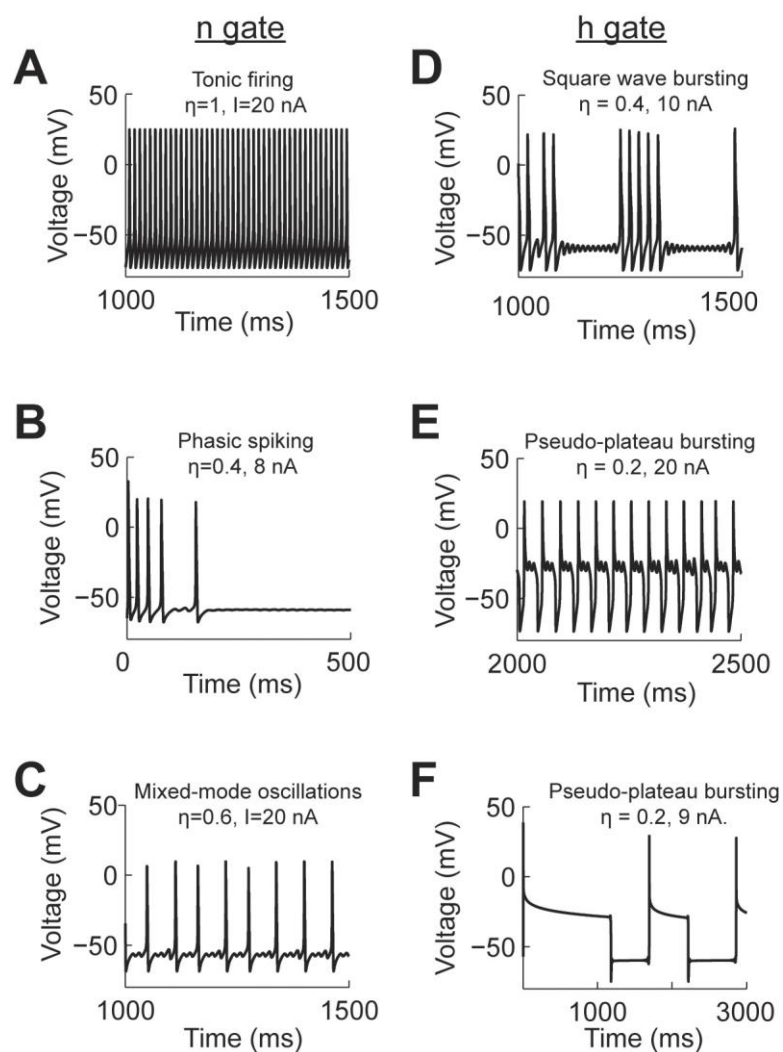 n gate
A
Tonic firing
η=1, I=20 nA
50
0
−50
Voltage (mV)
1000
1500
Time (ms)
B
Phasic spiking
η=0.4, 8 nA
50
0
−50
Voltage (mV)
0
500
Time (ms)
C
Mixed-mode oscillations
η=0.6, I=20 nA
50
0
−50
Voltage (mV)
1000
1500
Time (ms)
h gate
D
Square wave bursting
η = 0.4, 10 nA
50
0
−50
Voltage (mV)
1000
1500
Time (ms)
E
Pseudo-plateau bursting
η = 0.2, 20 nA
50
0
−50
Voltage (mV)
2000
2500
Time (ms)
F
Pseudo-plateau bursting
η = 0.2, 9 nA.
50
0
−50
Voltage (mV)
1000
3000
Time (ms)